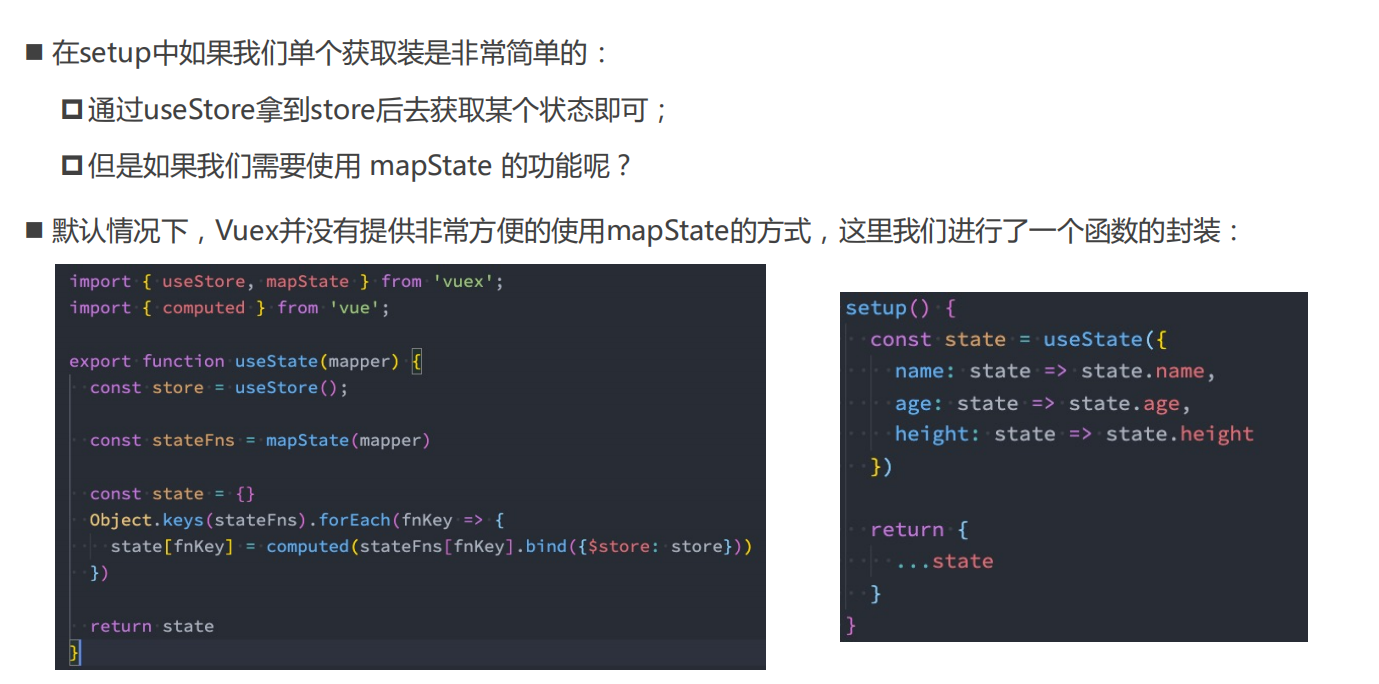 在setup中如果我们单个获取装是非常简单的：
通过useStore拿到store后去获取某个状态即可；
但是如果我们需要使用 mapState 的功能呢？
默认情况下，Vuex并没有提供非常方便的使用mapState的方式，这里我们进行了一个函数的封装：
import { useStore, mapState } from 'vuex';
import { computed } from 'vue';
export function useState(mapper) {
const store = useStore();
const stateFns = mapState(mapper)
const state = {}
Object.keys(stateFns).forEach(fnKey => {
state[fnKey] = computed(stateFns[fnKey].bind({$store: store}))
})
return state
}
setup() {
const state = useState({
name: state => state.name,
age: state => state.age,
height: state => state.height
})
return {
...state
}
}